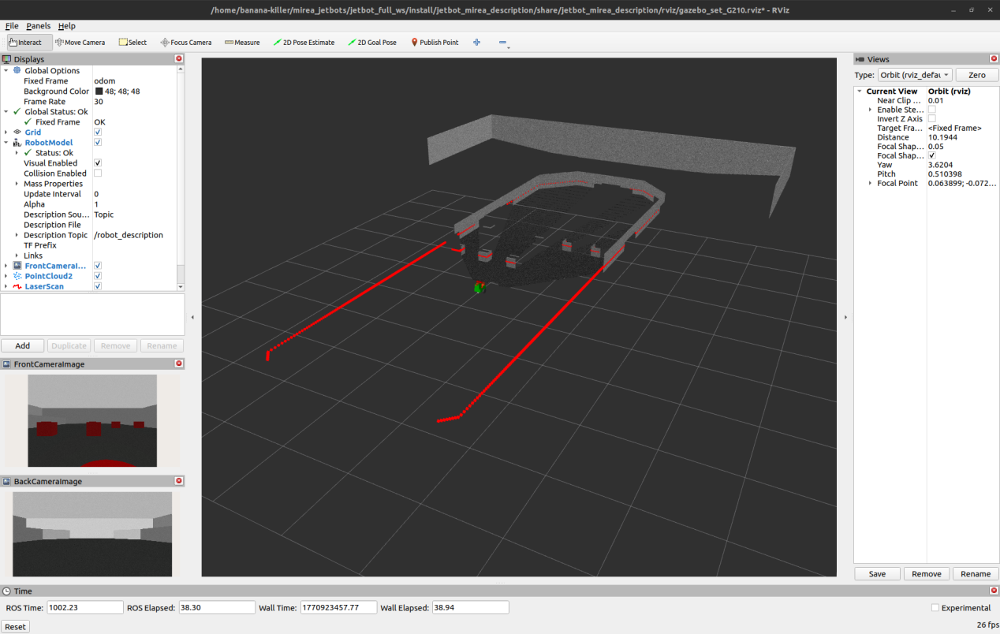 /home/banana-killer/mirea_jetbots/jetbot_full_ws/install/jetbot_mirea_description/share/jetbot_mirea_description/rviz/gazebo_set_G210.rviz* - RViz
File Panels Help
Interact Move Camera Select Focus Camera Measure 2D Pose Estimate 2D Goal Pose Publish Point
Displays
Global Options
Fixed Frame odom
Background Color 48; 48; 48
Frame Rate 30
Global Status: Ok
Fixed Frame OK
Grid
RobotModel
Status: Ok
Visual Enabled
Collision Enabled
Mass Properties
Update Interval 0
Alpha 1
Description Sou... Topic
Description File
Description Topic /robot_description
TF Prefix
Links
FrontCameraI...
PointCloud2
LaserScan
Add Duplicate Remove Rename
FrontCameraImage
BackCameraImage
Views
Type: Orbit (rviz_defau Zero
Current View Orbit (rviz)
Near Clip ... 0.01
Enable Ste...
Invert Z Axis
Target Fra... <Fixed Frame>
Distance 10.1944
Focal Shap... 0.05
Focal Shap...
Yaw 3.6204
Pitch 0.510398
Focal Point 0.063899; -0.072...
Save Remove Rename
Time
ROS Time: 1002.23 ROS Elapsed: 38.30 Wall Time: 1770923457.77 Wall Elapsed: 38.94 Experimental
Reset 26 fps